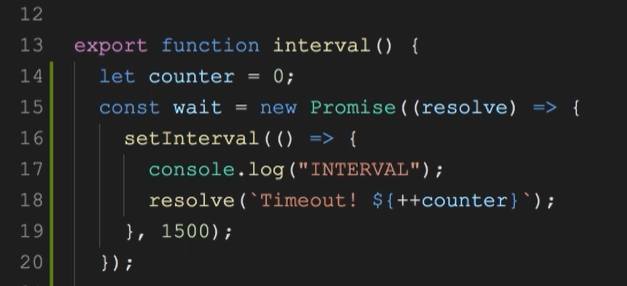 12
13 export function interval() {
14 let counter = 0;
15 const wait = new Promise((resolve) => {
16 setInterval(() => {
17 console.log("INTERVAL");
18 resolve(`Timeout! ${++counter}`);
19 }, 1500);
20 });